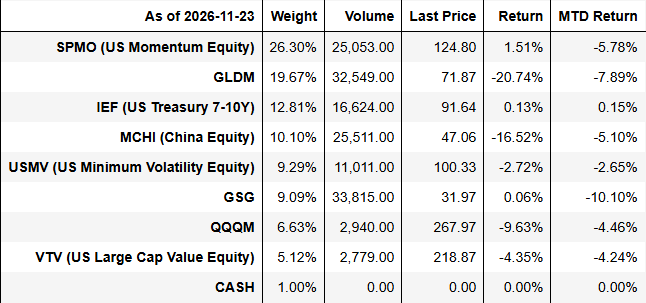 As of 2026-11-23 Weight Volume Last Price Return MTD Return
SPMO (US Momentum Equity) 26.30% 25,053.00 124.80 1.51% -5.78%
GLDM 19.67% 32,549.00 71.87 -20.74% -7.89%
IEF (US Treasury 7-10Y) 12.81% 16,624.00 91.64 0.13% 0.15%
MCHI (China Equity) 10.10% 25,511.00 47.06 -16.52% -5.10%
USMV (US Minimum Volatility Equity) 9.29% 11,011.00 100.33 -2.72% -2.65%
GSG 9.09% 33,815.00 31.97 0.06% -10.10%
QQQM 6.63% 2,940.00 267.97 -9.63% -4.46%
VTV (US Large Cap Value Equity) 5.12% 2,779.00 218.87 -4.35% -4.24%
CASH 1.00% 0.00 0.00 0.00% 0.00%